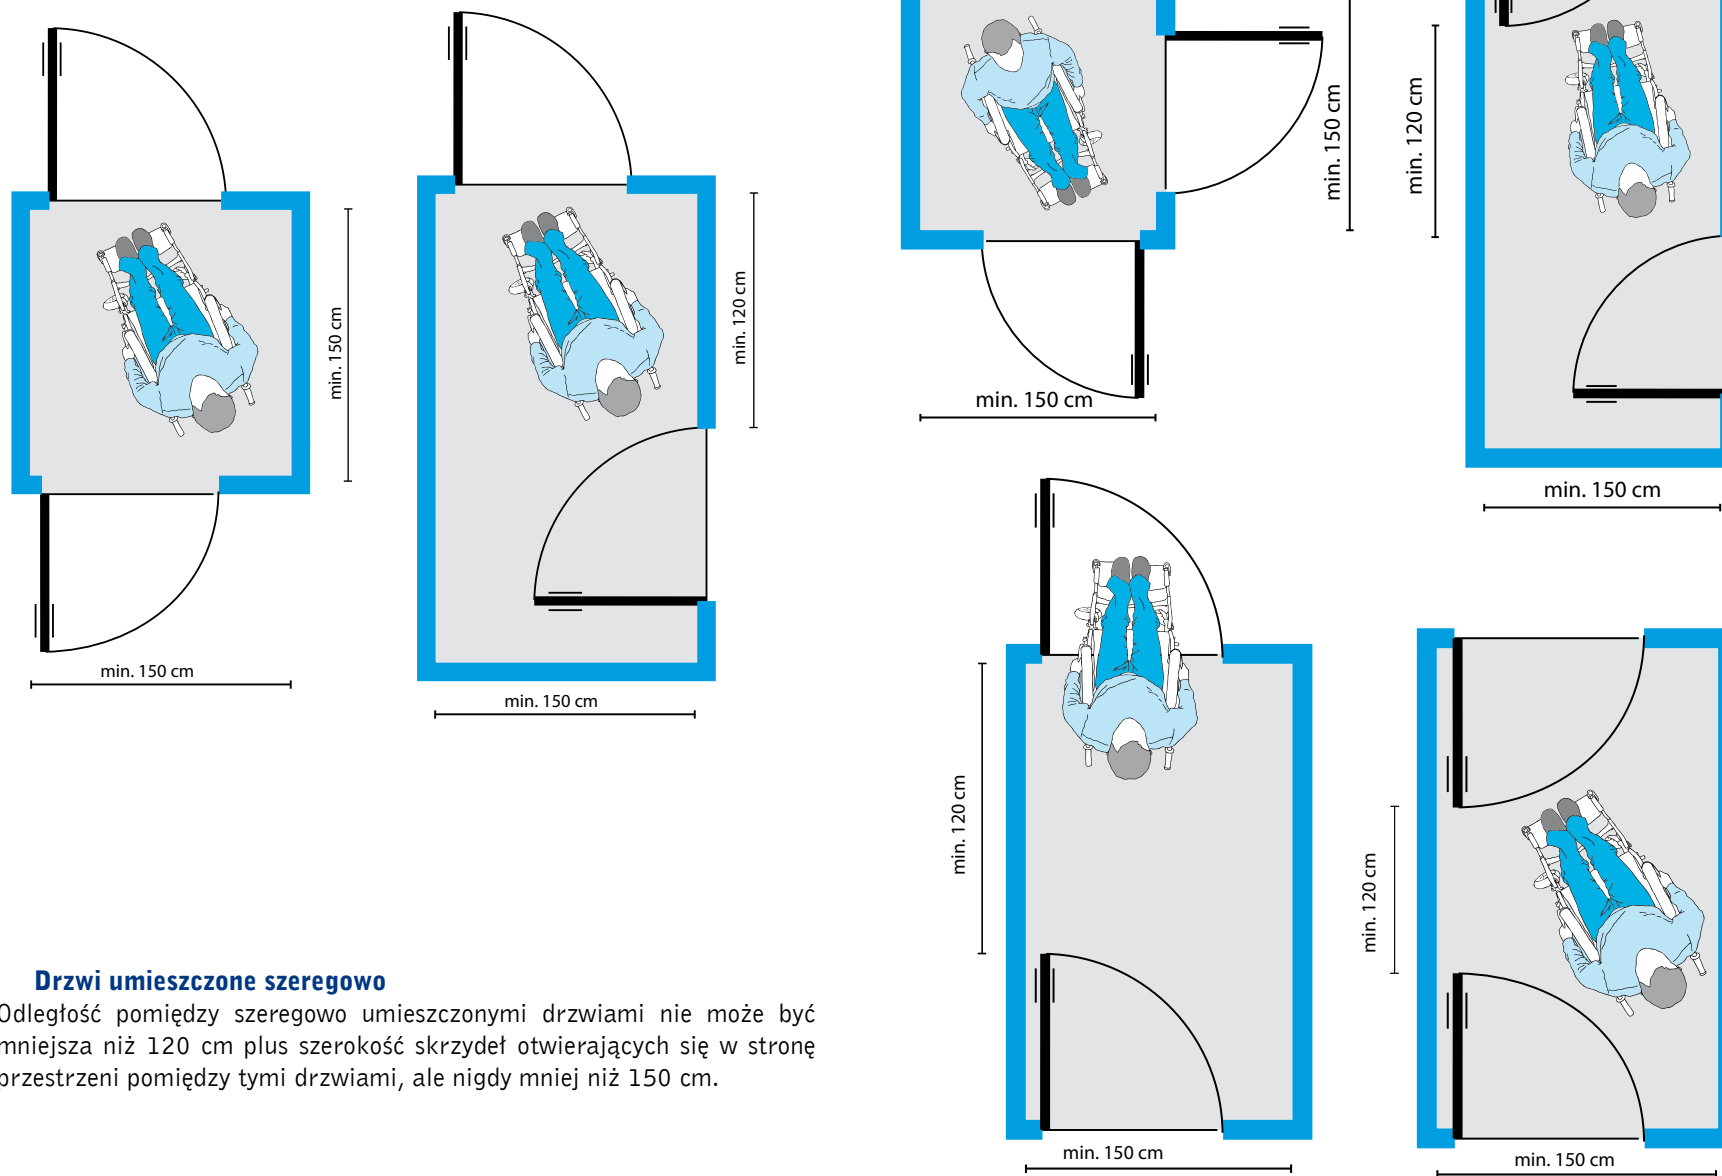 min. 150 cm
min. 150 cm
min. 120 cm
min. 150 cm
Drzwi umieszczone szeregowo
Odległość pomiędzy szeregowo umieszczonymi drzwiami nie może być
mniejsza niż 120 cm plus szerokość skrzydeł otwierających się w stronę
przestrzeni pomiędzy tymi drzwiami, ale nigdy mniej niż 150 cm.
min. 150 cm
min. 150 cm
min. 120 cm
min. 150 cm
min. 120 cm
min. 150 cm
min. 120 cm
min. 150 cm